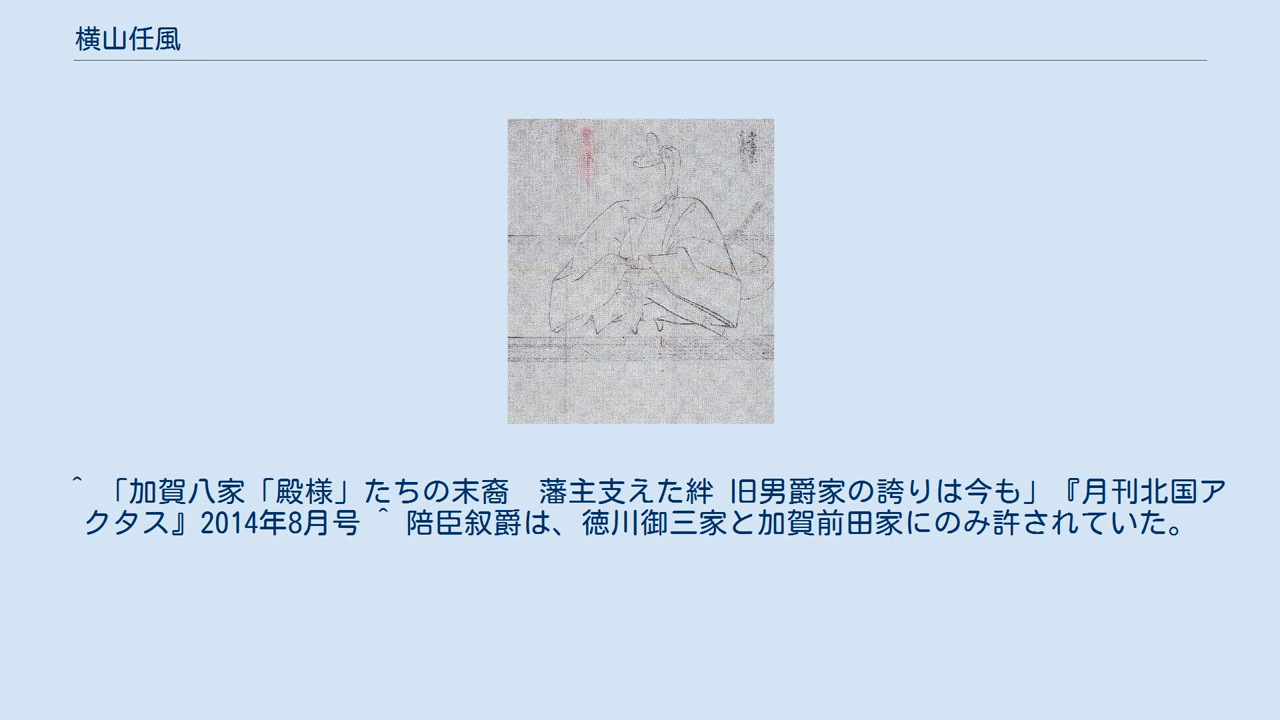 横山任風
^ 「加賀八家「殿様」たちの末裔　藩主支えた絆 旧男爵家の誇りは今も」『月刊北国ア
クタス』2014年8月号 ^ 陪臣叙爵は、徳川御三家と加賀前田家にのみ許されていた。